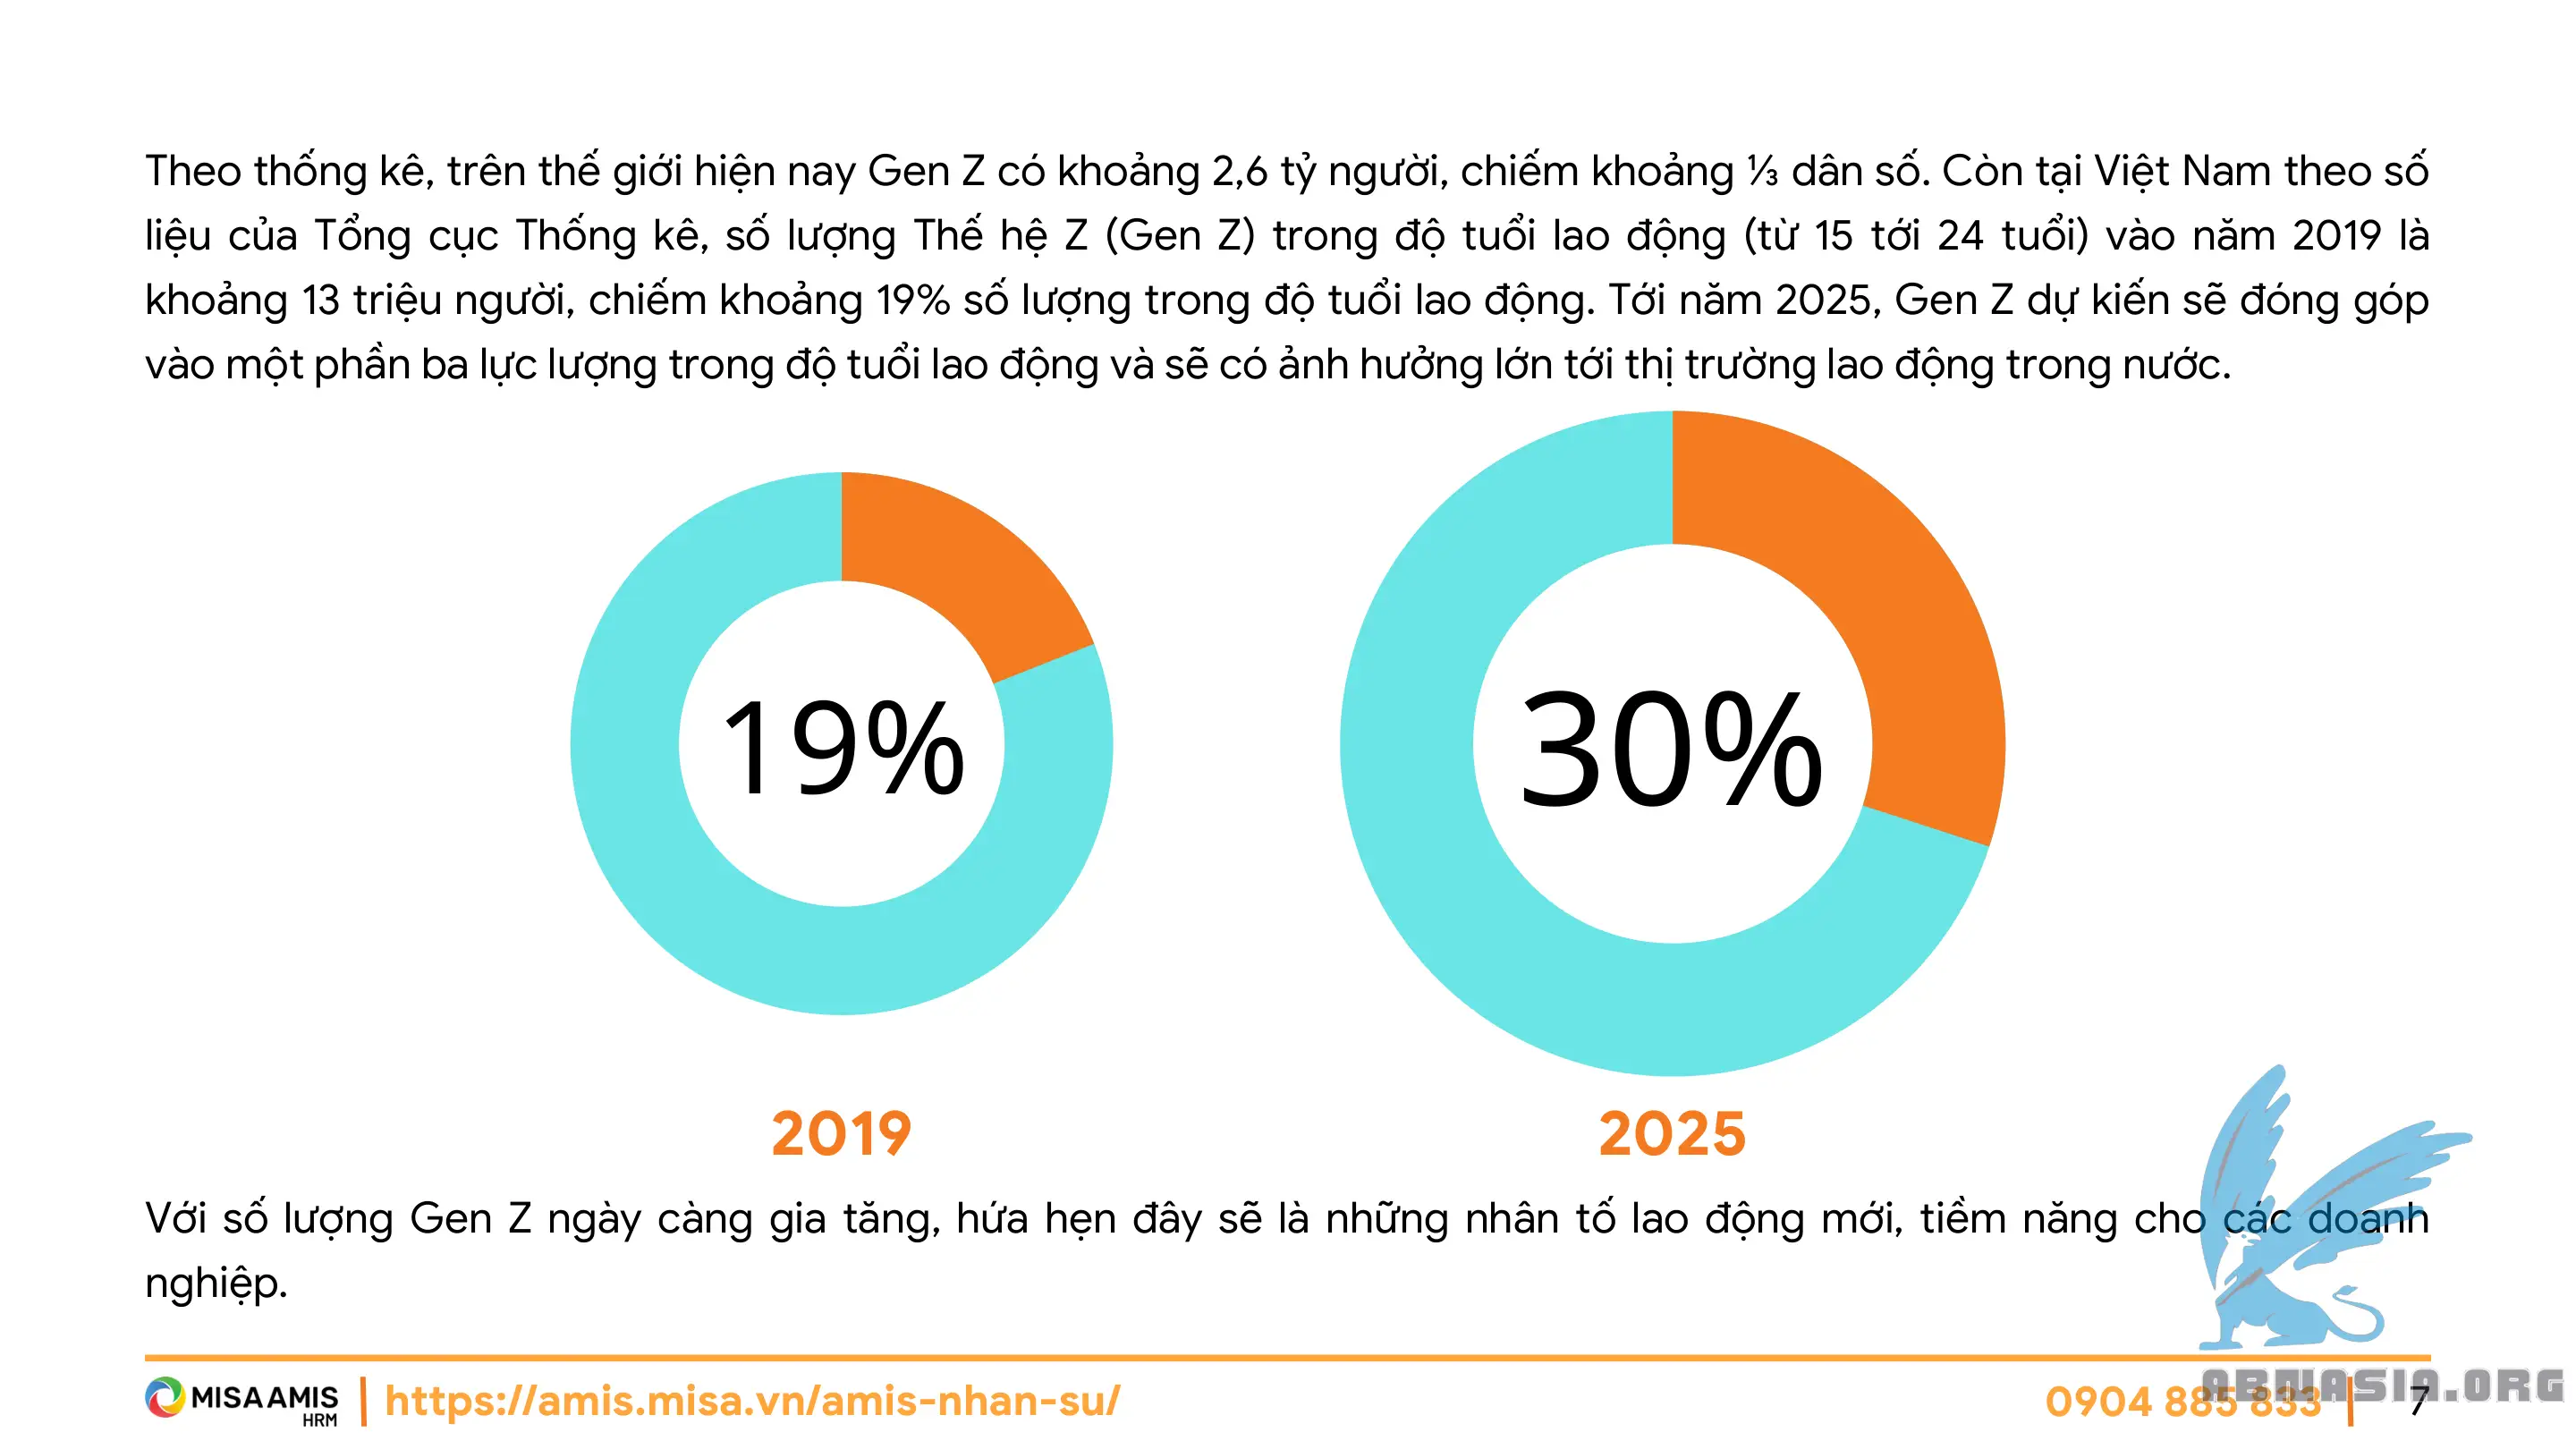 Theo thống kê, trên thế giới hiện nay Gen Z có khoảng 2,6 tỷ người, chiếm khoảng ⅓ dân số. Còn tại Việt Nam theo số
liệu của Tổng cục Thống kê, số lượng Thế hệ Z (Gen Z) trong độ tuổi lao động (từ 15 tới 24 tuổi) vào năm 2019 là
khoảng 13 triệu người, chiếm khoảng 19% số lượng trong độ tuổi lao động. Tới năm 2025, Gen Z dự kiến sẽ đóng góp
vào một phần ba lực lượng trong độ tuổi lao động và sẽ có ảnh hưởng lớn tới thị trường lao động trong nước.
19%
30%
2019
2025
Với số lượng Gen Z ngày càng gia tăng, hứa hẹn đây sẽ là những nhân tố lao động mới, tiềm năng cho các doanh
nghiệp.
MISA AMIS
HRM
https://amis.misa.vn/amis-nhan-su/
0904 885 833
7
ABMASIA.ORG